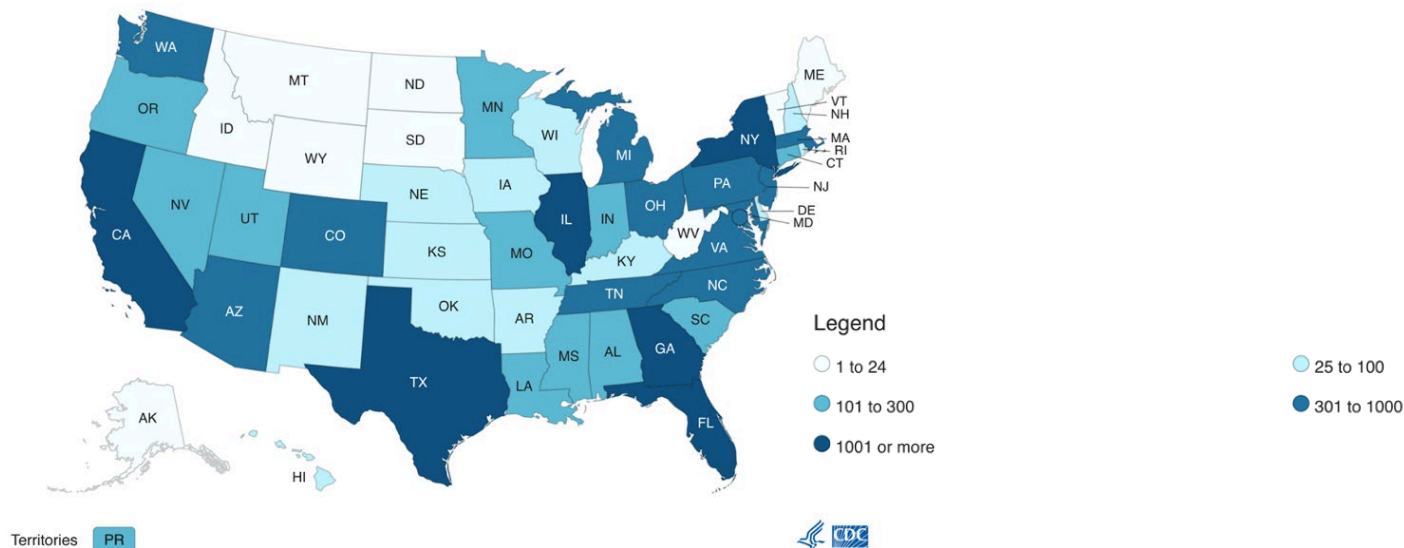 WA
MT
ND
MN
ME
VT
NH
OR
ID
SD
WI
NY
MA
RI
CT
WY
MI
NE
IA
PA
NJ
NV
UT
CO
IL
IN
OH
DE
MD
CA
KS
MO
WV
VA
KY
AZ
NM
OK
AR
TN
NC
SC
MS
AL
GA
TX
LA
FL
AK
HI
Legend
1 to 24
25 to 100
101 to 300
301 to 1000
1001 or more
Territories PR
CDC